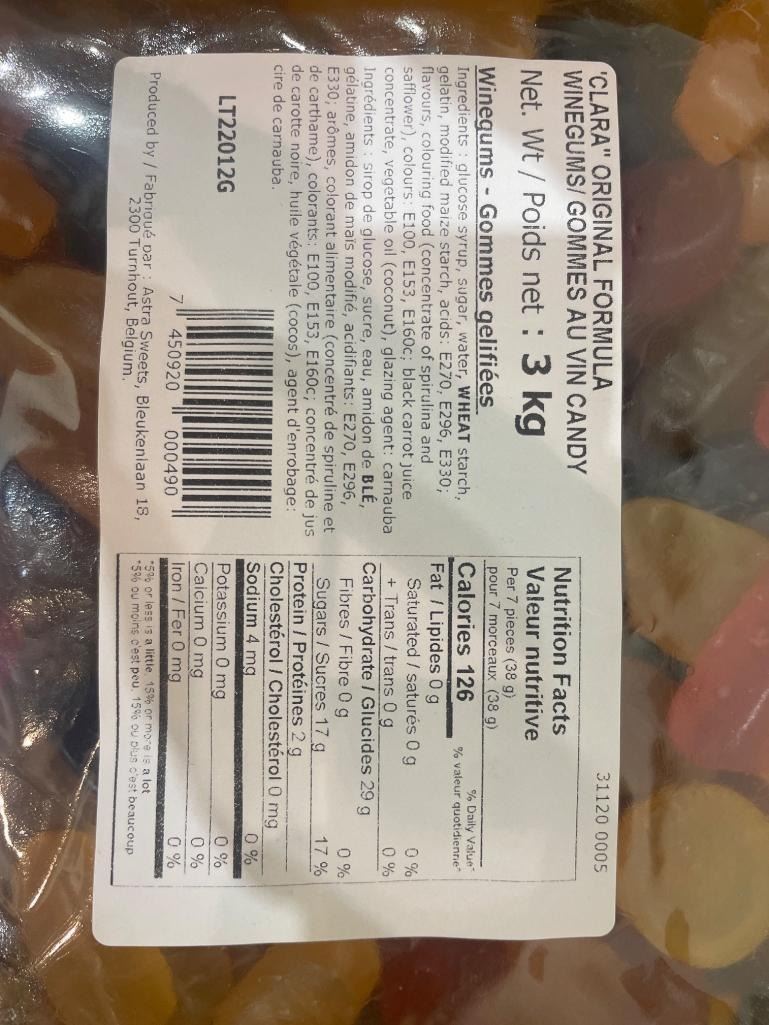 'CLARA" ORIGINAL FORMULA
WINEGUMS/ GOMMES AU VIN CANDY
Net. Wt / Poids net : 3 kg
Winegums - Gommes gelifiées
Ingredients : glucose syrup, sugar, water, WHEAT starch,
gelatin, modified maize starch, acids: E270, E296, E330;
flavours, colouring food (concentrate of spirulina and
safflower), colours: E100, E153, E160c; black carrot juice
concentrate, vegetable oil (coconut), glazing agent: carnauba
Ingrédients : sirop de glucose, sucre, eau, amidon de BLÉ,
gélatine, amidon de maïs modifié, acidifiants: E270, E296,
E330; arômes, colorant alimentaire (concentré de spiruline et
de carthame), colorants: E100, E153, E160c; concentré de jus
de carotte noire, huile végétale (cocos), agent d'enrobage:
cire de carnauba.
LT22012G
7 450920 000490
Produced by / Fabriqué par : Astra Sweets, Bleukenlaan 18,
2300 Turnhout, Belgium.
31120 0005
Nutrition Facts
Valeur nutritive
Per 7 pieces (38 g)
pour 7 morceaux (38 g)
Calories 126
% Daily Value*
% valeur quotidienne*
Fat / Lipides 0 g
Saturated / saturés 0 g 0 %
+ Trans / trans 0 g 0 %
Carbohydrate / Glucides 29 g
Fibres / Fibre 0 g 0 %
Sugars / Sucres 17 g 17 %
Protein / Protéines 2 g
Cholestérol / Cholestérol 0 mg
Sodium 4 mg 0 %
Potassium 0 mg 0 %
Calcium 0 mg 0 %
Iron / Fer 0 mg 0 %
*5% or less is a little, 15% or more is a lot
*5% ou moins c'est peu, 15% ou plus c'est beaucoup